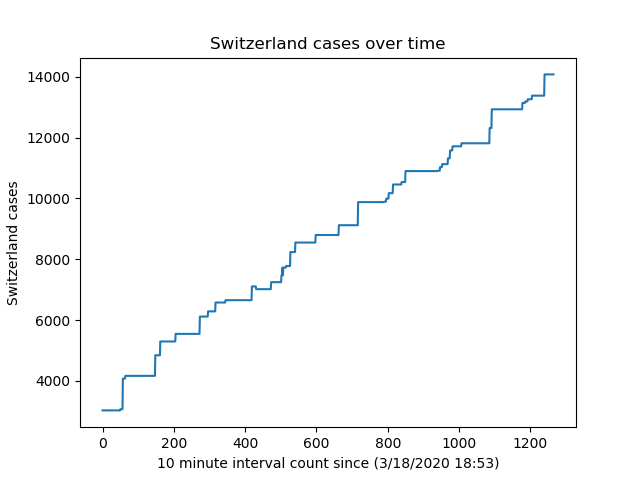 Switzerland cases over time
14000
12000
10000
8000
6000
4000
Switzerland cases
0 200 400 600 800 1000 1200
10 minute interval count since (3/18/2020 18:53)